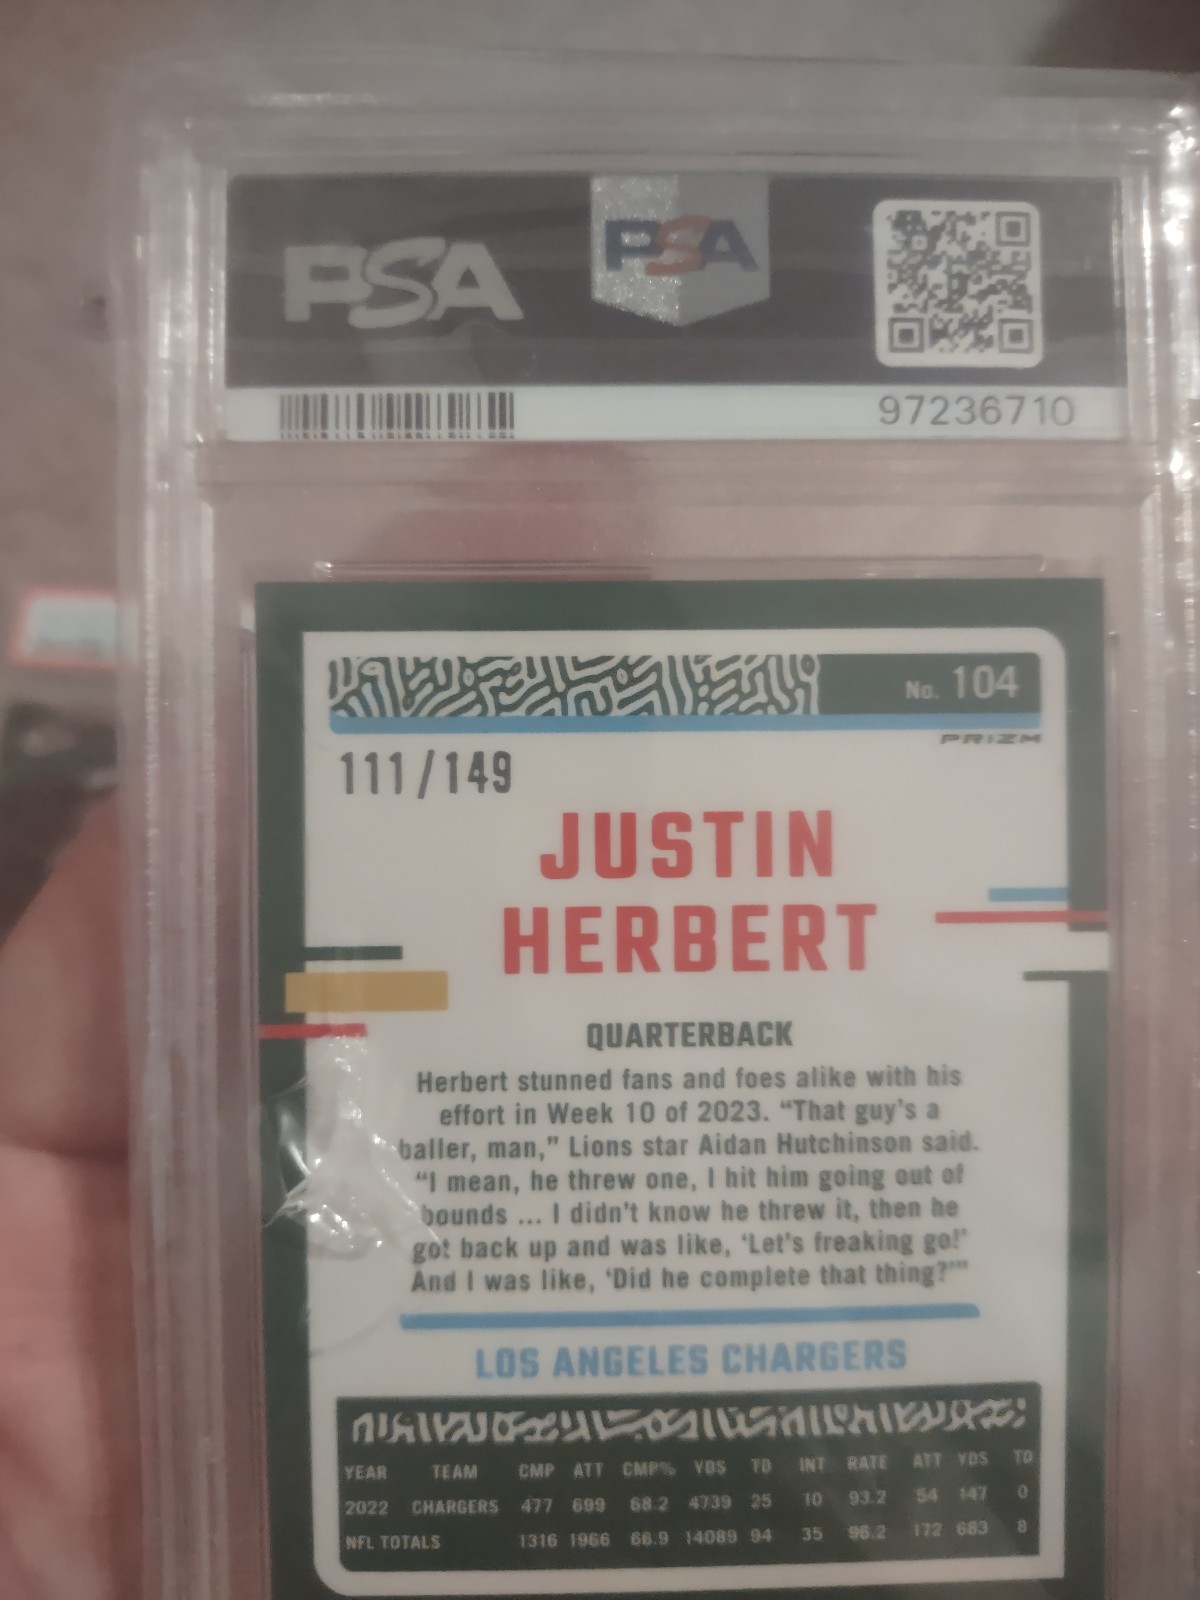 PSA PSA
97236710
No. 104
PRIZM
111/149
JUSTIN
HERBERT
QUARTERBACK
Herbert stunned fans and foes alike with his
effort in Week 10 of 2023. “That guy's a
baller, man,” Lions star Aidan Hutchinson said.
“I mean, he threw one, I hit him going out of
bounds ... I didn't know he threw it, then he
got back up and was like, ‘Let's freaking go!’
And I was like, ‘Did he complete that thing?’”
LOS ANGELES CHARGERS
YEAR TEAM CMP ATT CMP% YDS TD INT RATE ATT YDS TD
2022 CHARGERS 477 699 68.2 4739 25 10 93.2 54 147 0
NFL TOTALS 1316 1966 66.9 14089 94 35 96.2 172 683 8